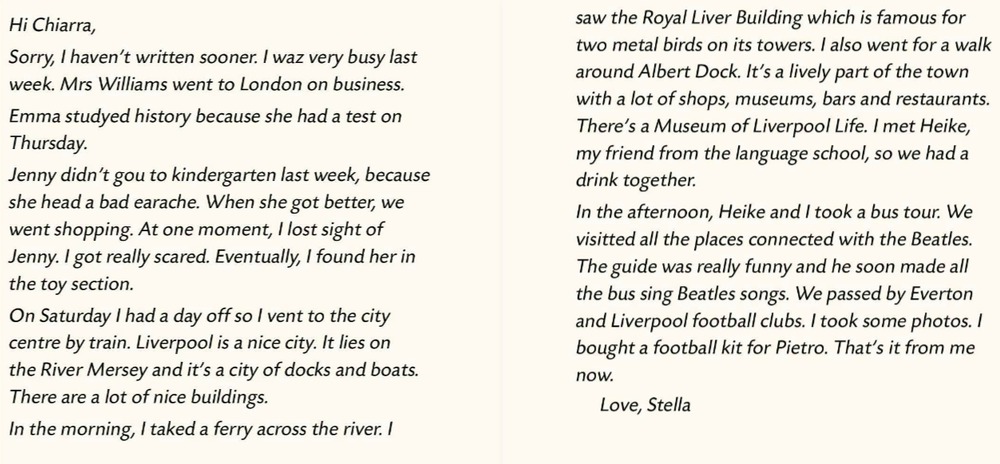 Hi Chiarra,
Sorry, I haven't written sooner. I waz very busy last
week. Mrs Williams went to London on business.
Emma studyed history because she had a test on
Thursday.
Jenny didn't gou to kindergarten last week, because
she head a bad earache. When she got better, we
went shopping. At one moment, I lost sight of
Jenny. I got really scared. Eventually, I found her in
the toy section.
On Saturday I had a day off so I vent to the city
centre by train. Liverpool is a nice city. It lies on
the River Mersey and it's a city of docks and boats.
There are a lot of nice buildings.
In the morning, I taked a ferry across the river. I
saw the Royal Liver Building which is famous for
two metal birds on its towers. I also went for a walk
around Albert Dock. It's a lively part of the town
with a lot of shops, museums, bars and restaurants.
There's a Museum of Liverpool Life. I met Heike,
my friend from the language school, so we had a
drink together.
In the afternoon, Heike and I took a bus tour. We
visitted all the places connected with the Beatles.
The guide was really funny and he soon made all
the bus sing Beatles songs. We passed by Everton
and Liverpool football clubs. I took some photos. I
bought a football kit for Pietro. That's it from me
now.
Love, Stella